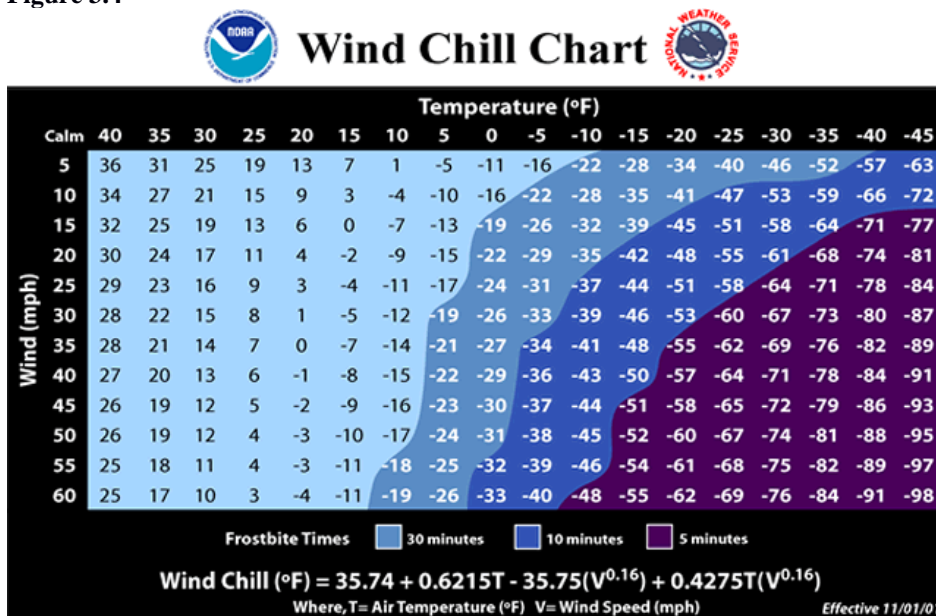 NOAA
Wind Chill Chart
NATIONAL WEATHER SERVICE
Temperature (ºF)
Calm 40 35 30 25 20 15 10 5 0 -5 -10 -15 -20 -25 -30 -35 -40 -45
5 36 31 25 19 13 7 1 -5 -11 -16 -22 -28 -34 -40 -46 -52 -57 -63
10 34 27 21 15 9 3 -4 -10 -16 -22 -28 -35 -41 -47 -53 -59 -66 -72
15 32 25 19 13 6 0 -7 -13 -19 -26 -32 -39 -45 -51 -58 -64 -71 -77
20 30 24 17 11 4 -2 -9 -15 -22 -29 -35 -42 -48 -55 -61 -68 -74 -81
25 29 23 16 9 3 -4 -11 -17 -24 -31 -37 -44 -51 -58 -64 -71 -78 -84
30 28 22 15 8 1 -5 -12 -19 -26 -33 -39 -46 -53 -60 -67 -73 -80 -87
35 28 21 14 7 0 -7 -14 -21 -27 -34 -41 -48 -55 -62 -69 -76 -82 -89
40 27 20 13 6 -1 -8 -15 -22 -29 -36 -43 -50 -57 -64 -71 -78 -84 -91
45 26 19 12 5 -2 -9 -16 -23 -30 -37 -44 -51 -58 -65 -72 -79 -86 -93
50 26 19 12 4 -3 -10 -17 -24 -31 -38 -45 -52 -60 -67 -74 -81 -88 -95
55 25 18 11 4 -3 -11 -18 -25 -32 -39 -46 -54 -61 -68 -75 -82 -89 -97
60 25 17 10 3 -4 -11 -19 -26 -33 -40 -48 -55 -62 -69 -76 -84 -91 -98
Wind (mph)
Frostbite Times 30 minutes 10 minutes 5 minutes
Wind Chill (ºF) = 35.74 + 0.6215T - 35.75(V^0.16) + 0.4275T(V^0.16)
Where, T= Air Temperature (ºF) V= Wind Speed (mph)
Effective 11/01/0